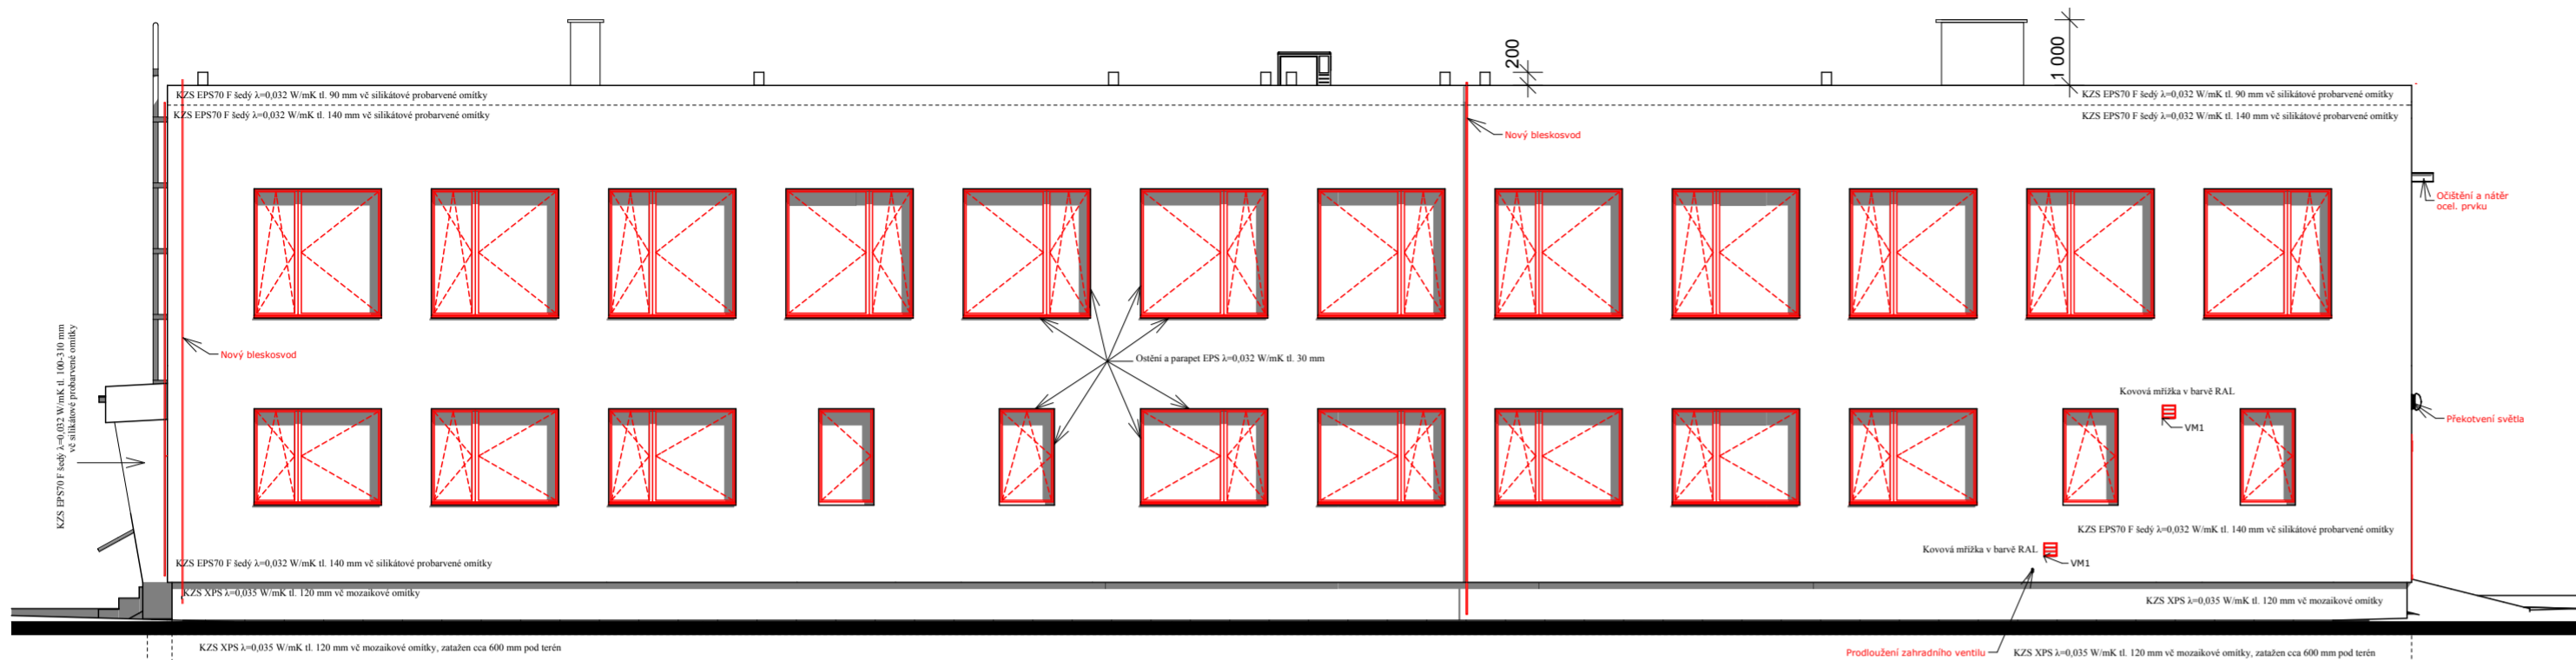 200
1 000
KZS EPS70 F šedý λ=0,032 W/mK tl. 90 mm vč silikátové probarvené omítky
KZS EPS70 F šedý λ=0,032 W/mK tl. 90 mm vč silikátové probarvené omítky
KZS EPS70 F šedý λ=0,032 W/mK tl. 140 mm vč silikátové probarvené omítky
KZS EPS70 F šedý λ=0,032 W/mK tl. 140 mm vč silikátové probarvené omítky
Nový bleskosvod
Očištění a nátěr
ocel. prvku
KZS EPS70 F šedý λ=0,032 W/mK tl. 100-310 mm
vč silikátové probarvené omítky
Nový bleskosvod
Ostění a parapet EPS λ=0,032 W/mK tl. 30 mm
Kovová mřížka v barvě RAL
VM1
Překotvení světla
KZS EPS70 F šedý λ=0,032 W/mK tl. 140 mm vč silikátové probarvené omítky
Kovová mřížka v barvě RAL
VM1
KZS EPS70 F šedý λ=0,032 W/mK tl. 140 mm vč silikátové probarvené omítky
KZS XPS λ=0,035 W/mK tl. 120 mm vč mozaikové omítky
KZS XPS λ=0,035 W/mK tl. 120 mm vč mozaikové omítky
KZS XPS λ=0,035 W/mK tl. 120 mm vč mozaikové omítky, zatažen cca 600 mm pod terén
Prodloužení zahradního ventilu
KZS XPS λ=0,035 W/mK tl. 120 mm vč mozaikové omítky, zatažen cca 600 mm pod terén